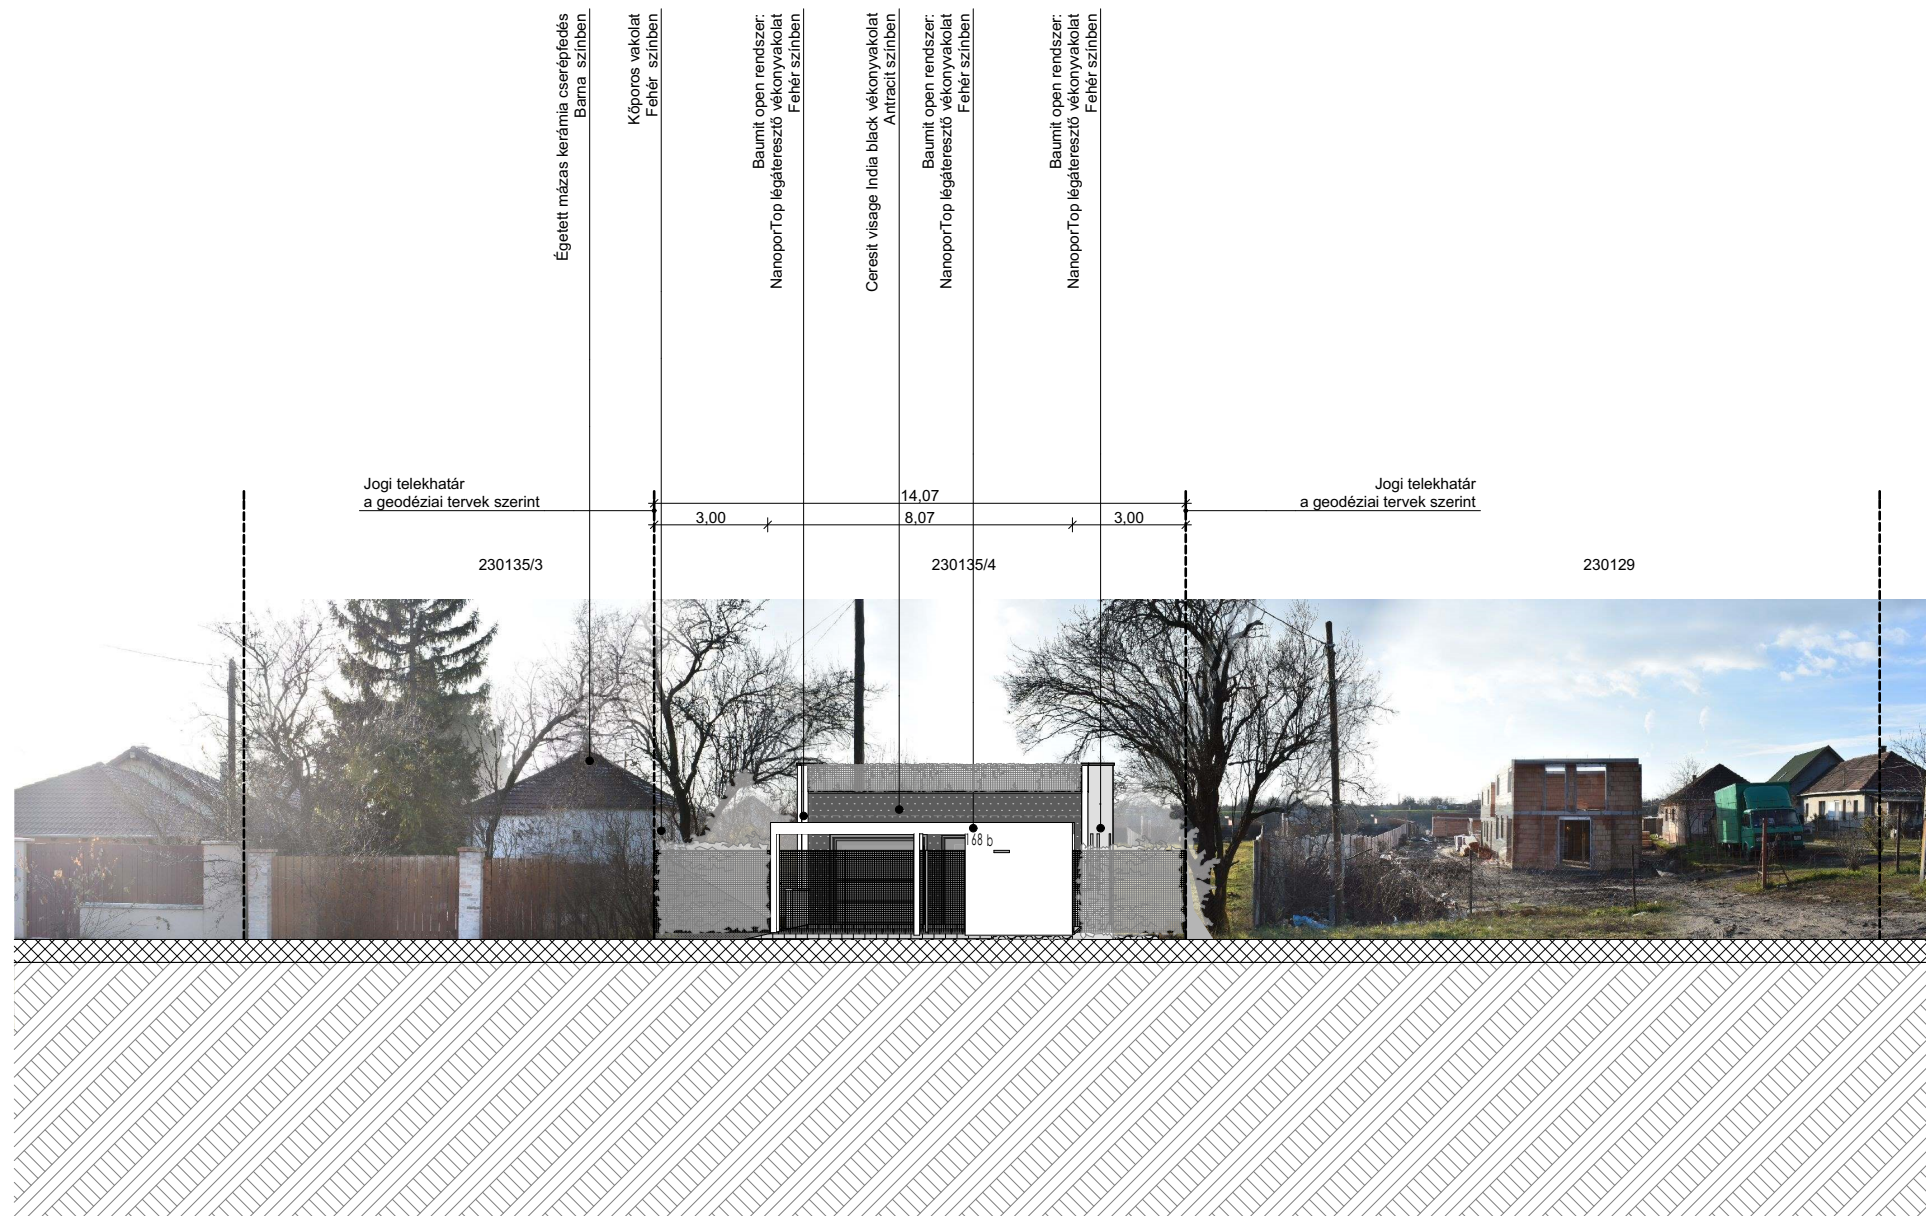 Égetett mázas kerámia cserépfedés
Barna színben
Kőporos vakolat
Fehér színben
Baumit open rendszer:
NanoporTop légáteresztő vékonyvakolat
Fehér színben
Ceresit visage India black vékonyvakolat
Antracit színben
Baumit open rendszer:
NanoporTop légáteresztő vékonyvakolat
Fehér színben
Baumit open rendszer:
NanoporTop légáteresztő vékonyvakolat
Fehér színben
Jogi telekhatár
a geodéziai tervek szerint
14,07
Jogi telekhatár
a geodéziai tervek szerint
3,00
8,07
3,00
230135/3
230135/4
230129
168 b